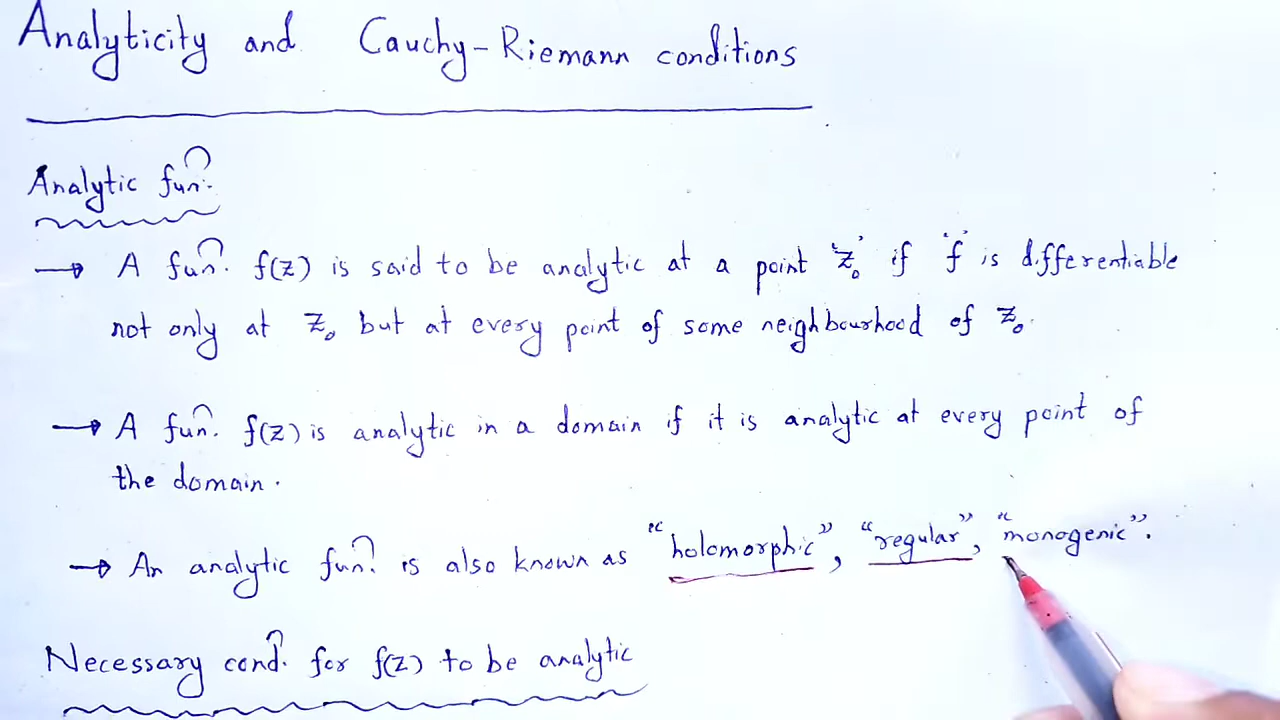 Analyticity and Cauchy-Riemann conditions
Analytic fun.
→ A fun. f(z) is said to be analytic at a point 'z₀' if 'f' is differentiable
not only at z₀ but at every point of some neighbourhood of z₀.
→ A fun. f(z) is analytic in a domain if it is analytic at every point of
the domain.
→ An analytic fun. is also known as "holomorphic", "regular", "monogenic".
Necessary cond. for f(z) to be analytic